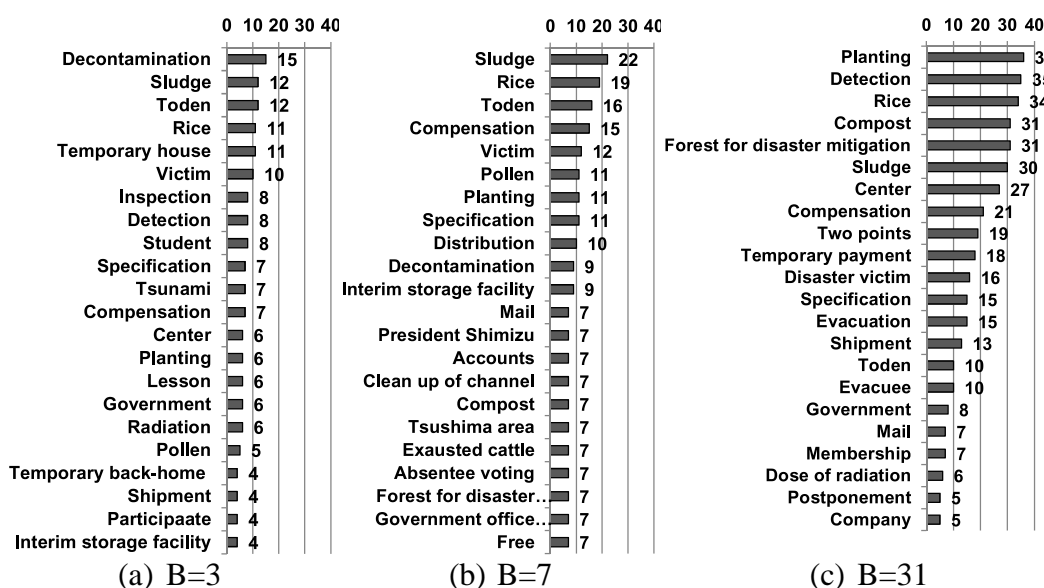 0 10 20 30 40
Decontamination 15
Sludge 12
Toden 12
Rice 11
Temporary house 11
Victim 10
Inspection 8
Detection 8
Student 8
Specification 7
Tsunami 7
Compensation 7
Center 6
Planting 6
Lesson 6
Government 6
Radiation 6
Pollen 5
Temporary back-home 4
Shipment 4
Participaate 4
Interim storage facility 4
(a) B=3
0 10 20 30 40
Sludge 22
Rice 19
Toden 16
Compensation 15
Victim 12
Pollen 11
Planting 11
Specification 11
Distribution 10
Decontamination 9
Interim storage facility 9
Mail 7
President Shimizu 7
Accounts 7
Clean up of channel 7
Compost 7
Tsushima area 7
Exausted cattle 7
Absentee voting 7
Forest for disaster… 7
Government office… 7
Free 7
(b) B=7
0 10 20 30 40
Planting 3
Detection 35
Rice 34
Compost 31
Forest for disaster mitigation 31
Sludge 30
Center 27
Compensation 21
Two points 19
Temporary payment 18
Disaster victim 16
Specification 15
Evacuation 15
Shipment 13
Toden 10
Evacuee 10
Government 8
Mail 7
Membership 7
Dose of radiation 6
Postponement 5
Company 5
(c) B=31